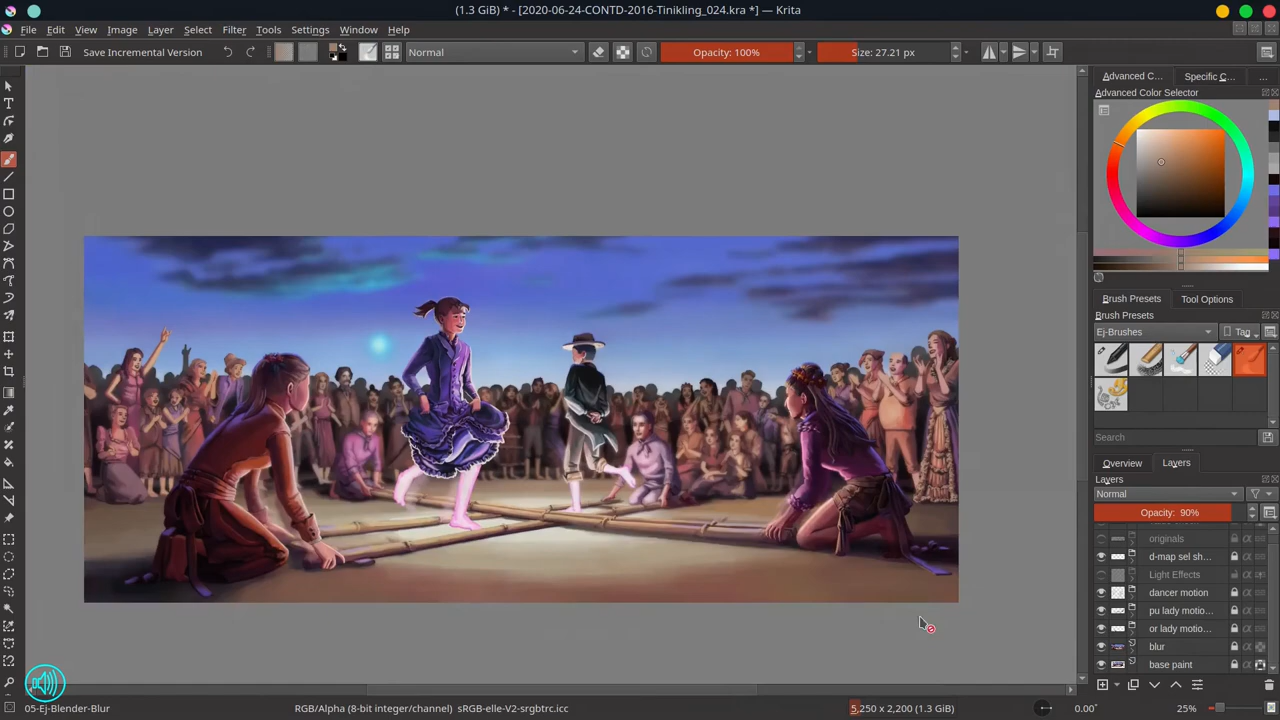 (1.3 GiB) * - [2020-06-24-CONTD-2016-Tinikling_024.kra *] — Krita
File Edit View Image Layer Select Filter Tools Settings Window Help
Save Incremental Version Normal Opacity: 100% Size: 27.21 px
Advanced C... Specific C... ...
Advanced Color Selector
Brush Presets Tool Options
Brush Presets
Ej-Brushes Tag
Search
Overview Layers
Layers
Normal
Opacity: 90%
originals
d-map sel sh...
Light Effects
dancer motion
pu lady motio...
or lady motio...
blur
base paint
05-Ej-Blender-Blur RGB/Alpha (8-bit integer/channel) sRGB-elle-V2-srgbtrc.icc 5,250 x 2,200 (1.3 GiB) 0.00° 25%